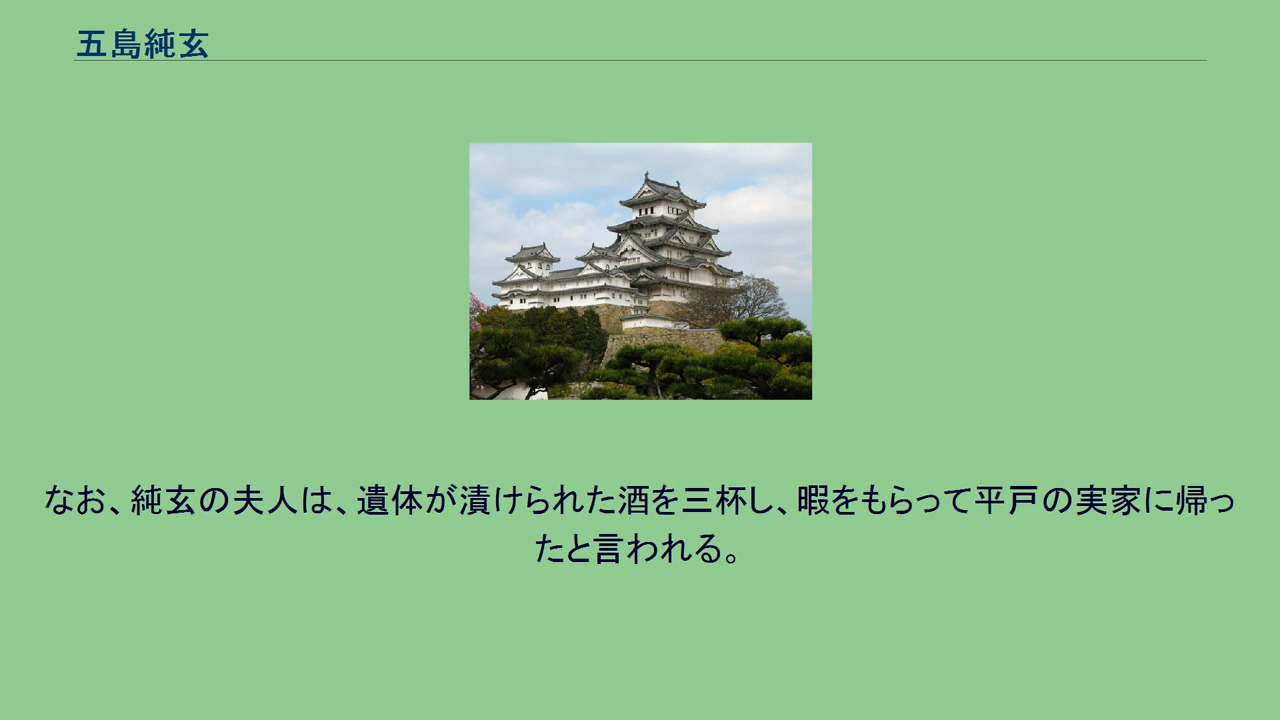 五島純玄
なお、純玄の夫人は、遺体が漬けられた酒を三杯し、暇をもらって平戸の実家に帰っ
たと言われる。